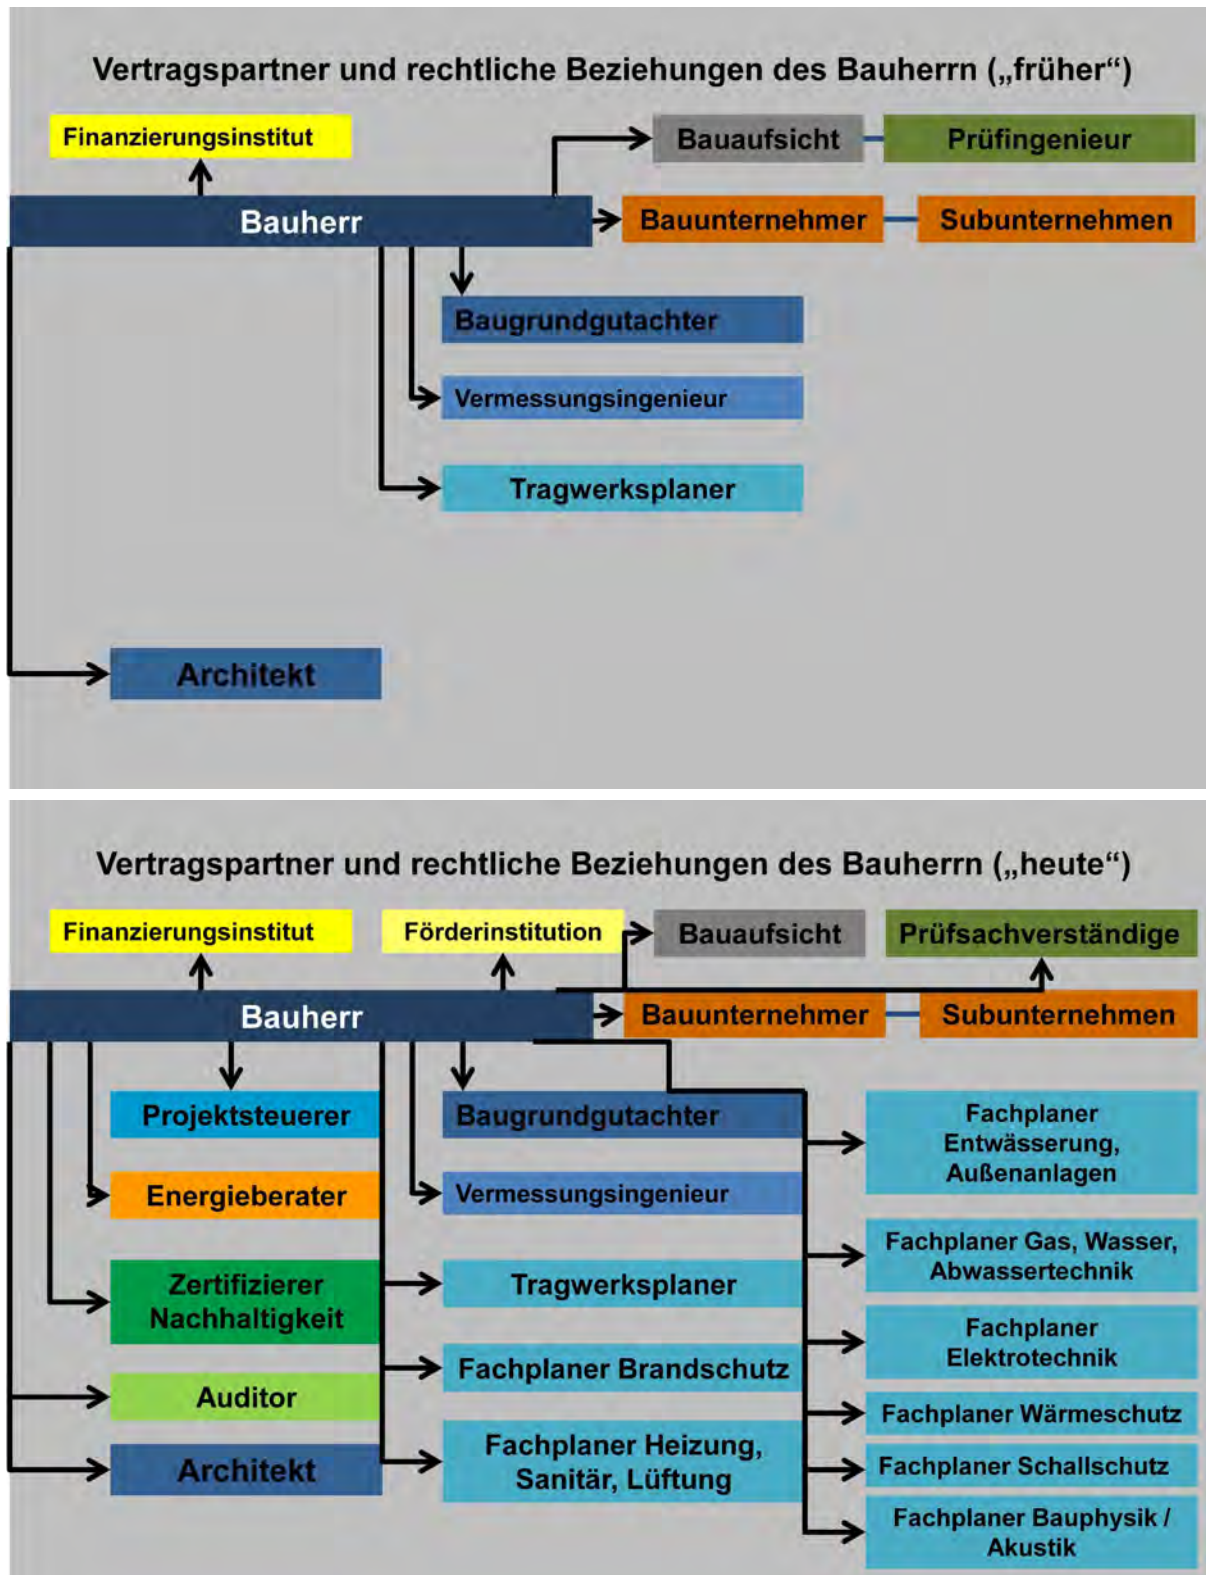 Vertragspartner und rechtliche Beziehungen des Bauherrn („früher“)
Finanzierungsinstitut
Bauaufsicht
Prüfingenieur
Bauherr
Bauunternehmer
Subunternehmen
Baugrundgutachter
Vermessungsingenieur
Tragwerksplaner
Architekt
Vertragspartner und rechtliche Beziehungen des Bauherrn („heute“)
Finanzierungsinstitut
Förderinstitution
Bauaufsicht
Prüfsachverständige
Bauherr
Bauunternehmer
Subunternehmen
Projektsteuerer
Energieberater
Zertifizierer
Nachhaltigkeit
Auditor
Architekt
Baugrundgutachter
Vermessungsingenieur
Tragwerksplaner
Fachplaner Brandschutz
Fachplaner Heizung,
Sanitär, Lüftung
Fachplaner
Entwässerung,
Außenanlagen
Fachplaner Gas, Wasser,
Abwassertechnik
Fachplaner
Elektrotechnik
Fachplaner Wärmeschutz
Fachplaner Schallschutz
Fachplaner Bauphysik /
Akustik